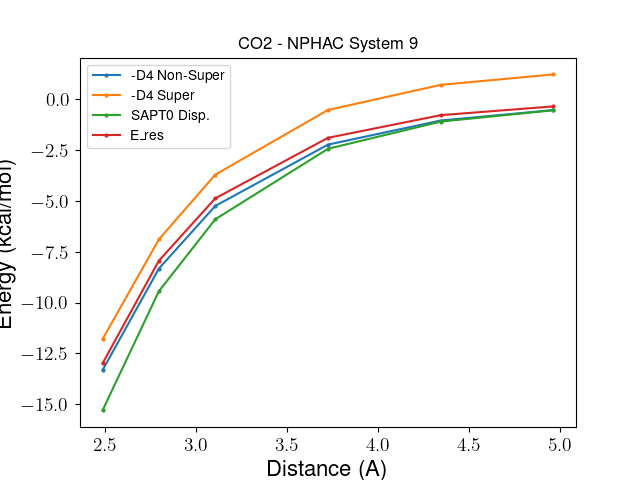 CO2 - NPHAC System 9
-D4 Non-Super
-D4 Super
SAPT0 Disp.
E_res
0.0
−2.5
−5.0
−7.5
−10.0
−12.5
−15.0
Energy (kcal/mol)
2.5 3.0 3.5 4.0 4.5 5.0
Distance (A)